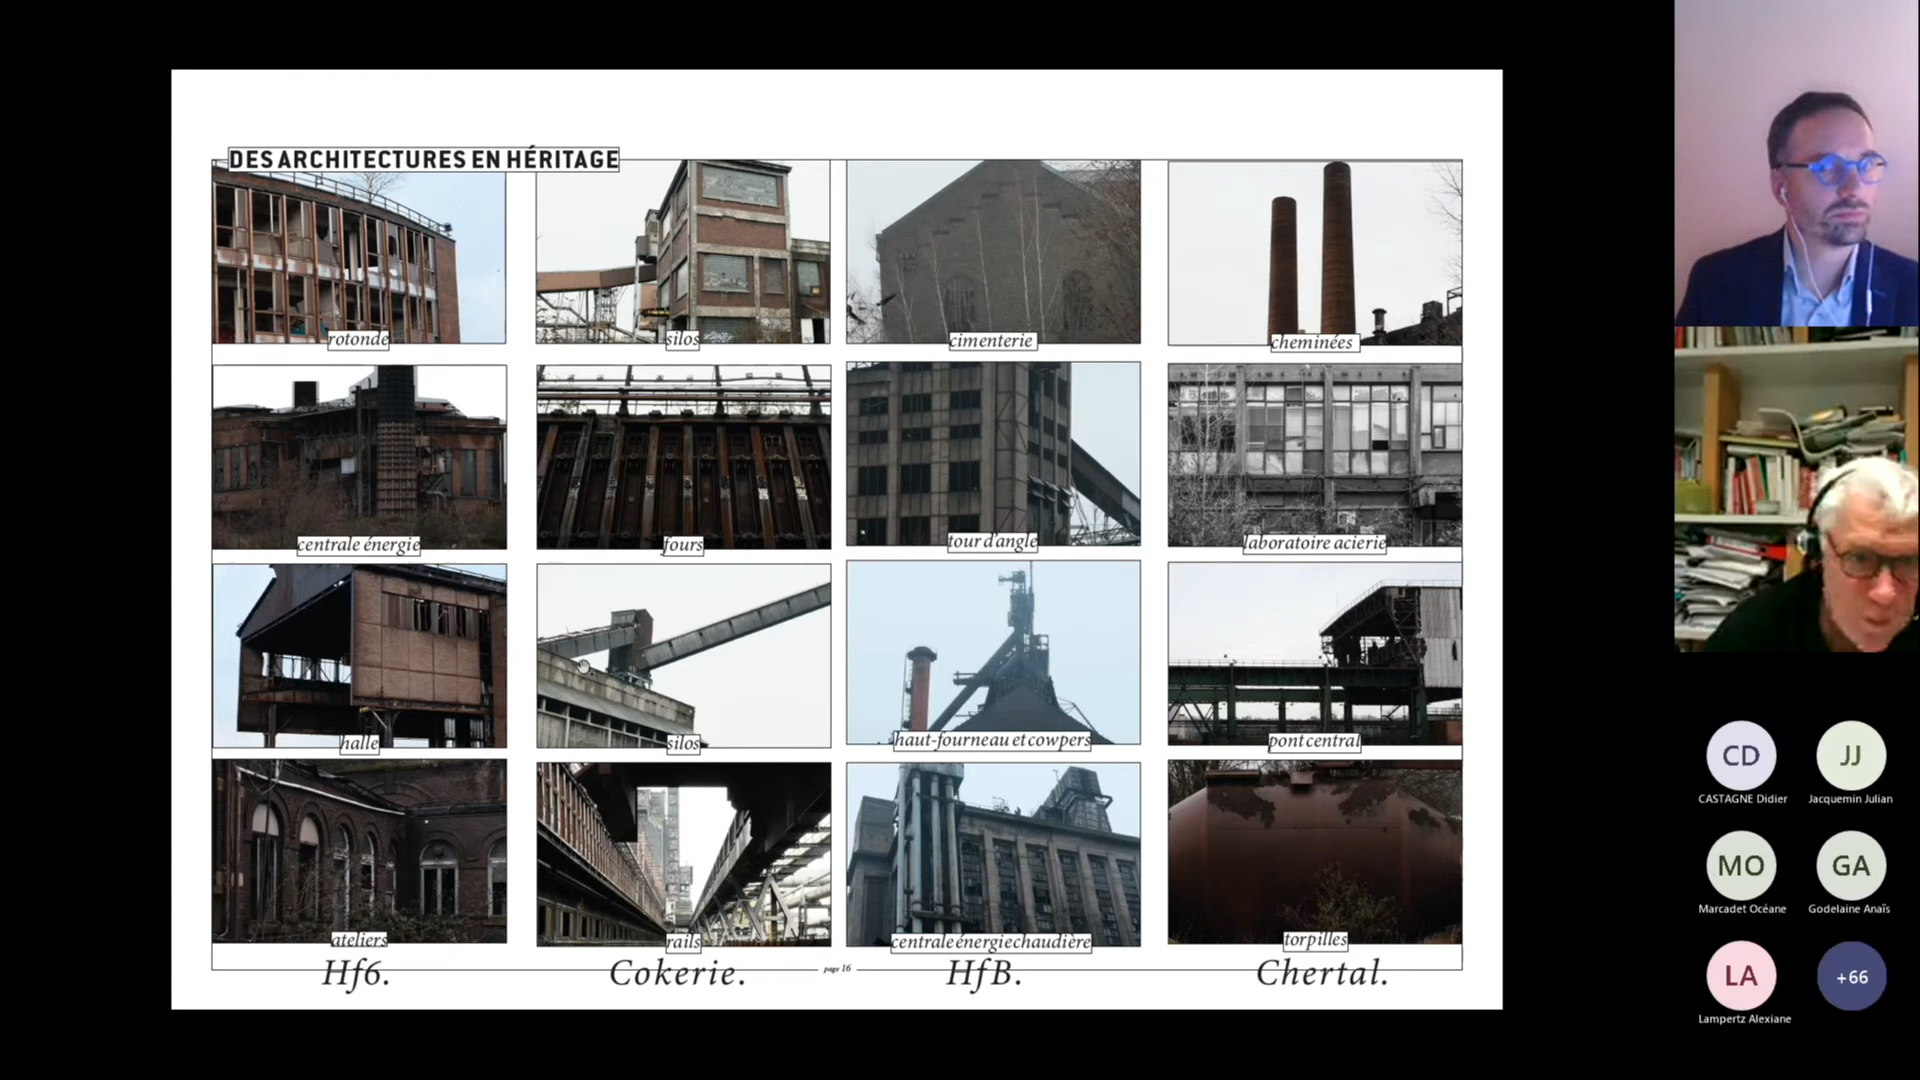 DES ARCHITECTURES EN HÉRITAGE
rotonde
silos
cimenterie
cheminées
centrale énergie
fours
tour d'angle
laboratoire acierie
halle
silos
haut-fourneau et cowpers
pont central
ateliers
rails
centrale énergie chaudière
torpilles
Hf6.
Cokerie.
page 16
HfB.
Chertal.
CD
JJ
CASTAGNE Didier
Jacquemin Julian
MO
GA
Marcadet Océane
Godelaine Anaïs
LA
+66
Lampertz Alexiane